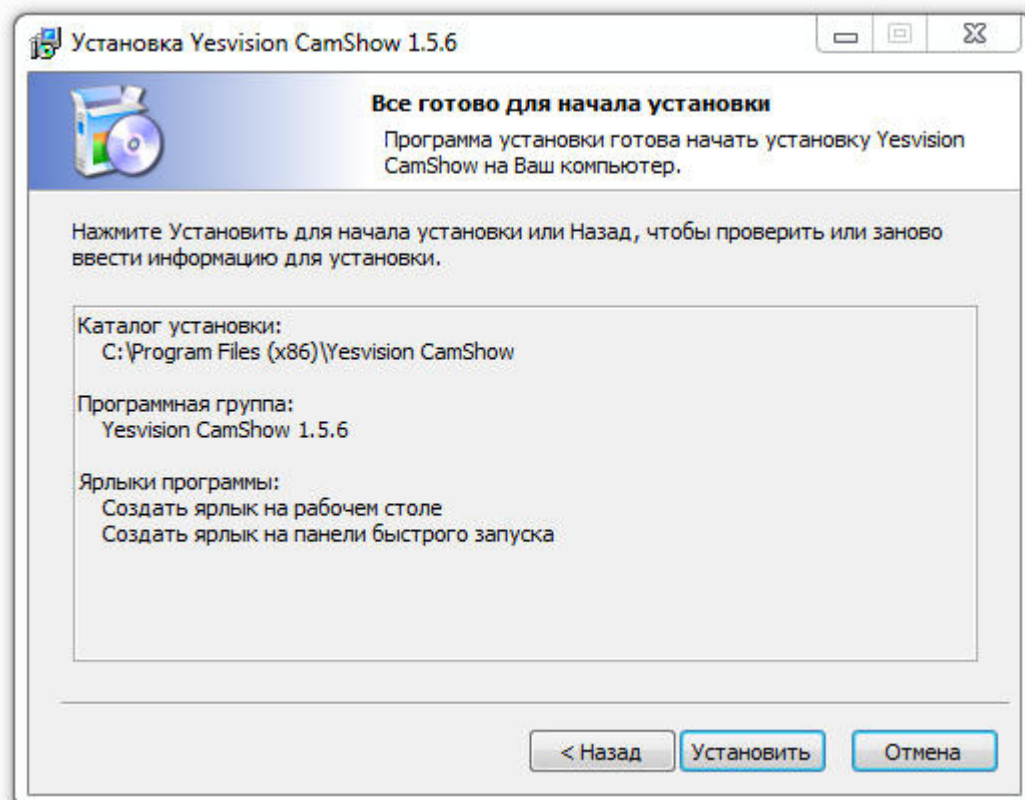 Установка Yesvision CamShow 1.5.6
Все готово для начала установки
Программа установки готова начать установку Yesvision
CamShow на Ваш компьютер.
Нажмите Установить для начала установки или Назад, чтобы проверить или заново
ввести информацию для установки.
Каталог установки:
C:\Program Files (x86)\Yesvision CamShow
Программная группа:
Yesvision CamShow 1.5.6
Ярлыки программы:
Создать ярлык на рабочем столе
Создать ярлык на панели быстрого запуска
< Назад
Установить
Отмена